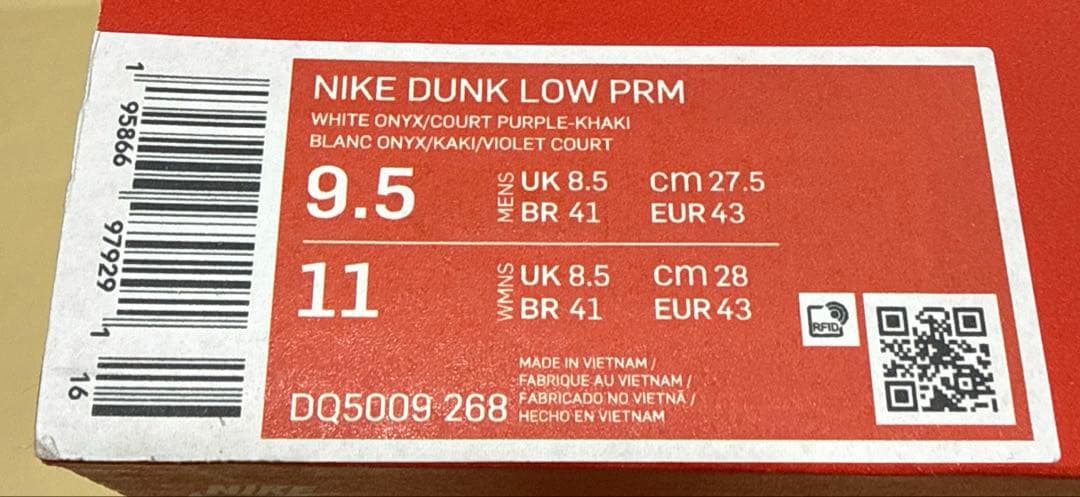 NIKE DUNK LOW PRM
WHITE ONYX/COURT PURPLE-KHAKI
BLANC ONYX/KAKI/VIOLET COURT
9.5 MENS UK 8.5 cm 27.5
BR 41 EUR 43
11 WMNS UK 8.5 cm 28
BR 41 EUR 43
RFID
MADE IN VIETNAM /
FABRIQUE AU VIETNAM /
FABRICADO NO VIETNÃ /
HECHO EN VIETNAM
DQ5009 268
1 95866 97929 1
16
NIKE